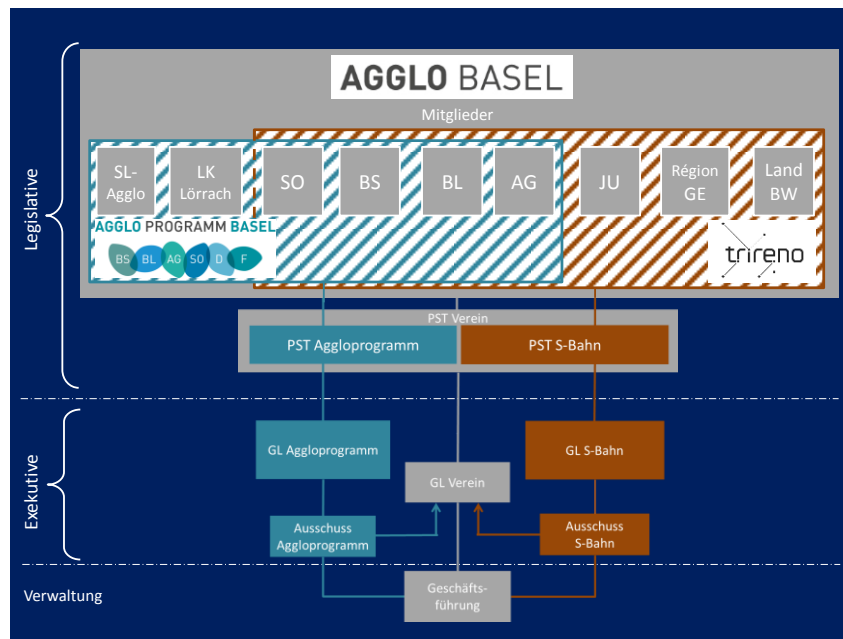 AGGLO BASEL
Mitglieder
SL-
Agglo
LK
Lörrach
SO
BS
BL
AG
JU
Région
GE
Land
BW
AGGLO PROGRAMM BASEL
BS BL AG SO D F
trireno
Legislative
PST Verein
PST Aggloprogramm
PST S-Bahn
GL Aggloprogramm
GL S-Bahn
GL Verein
Exekutive
Ausschuss
Aggloprogramm
Ausschuss
S-Bahn
Verwaltung
Geschäfts-
führung